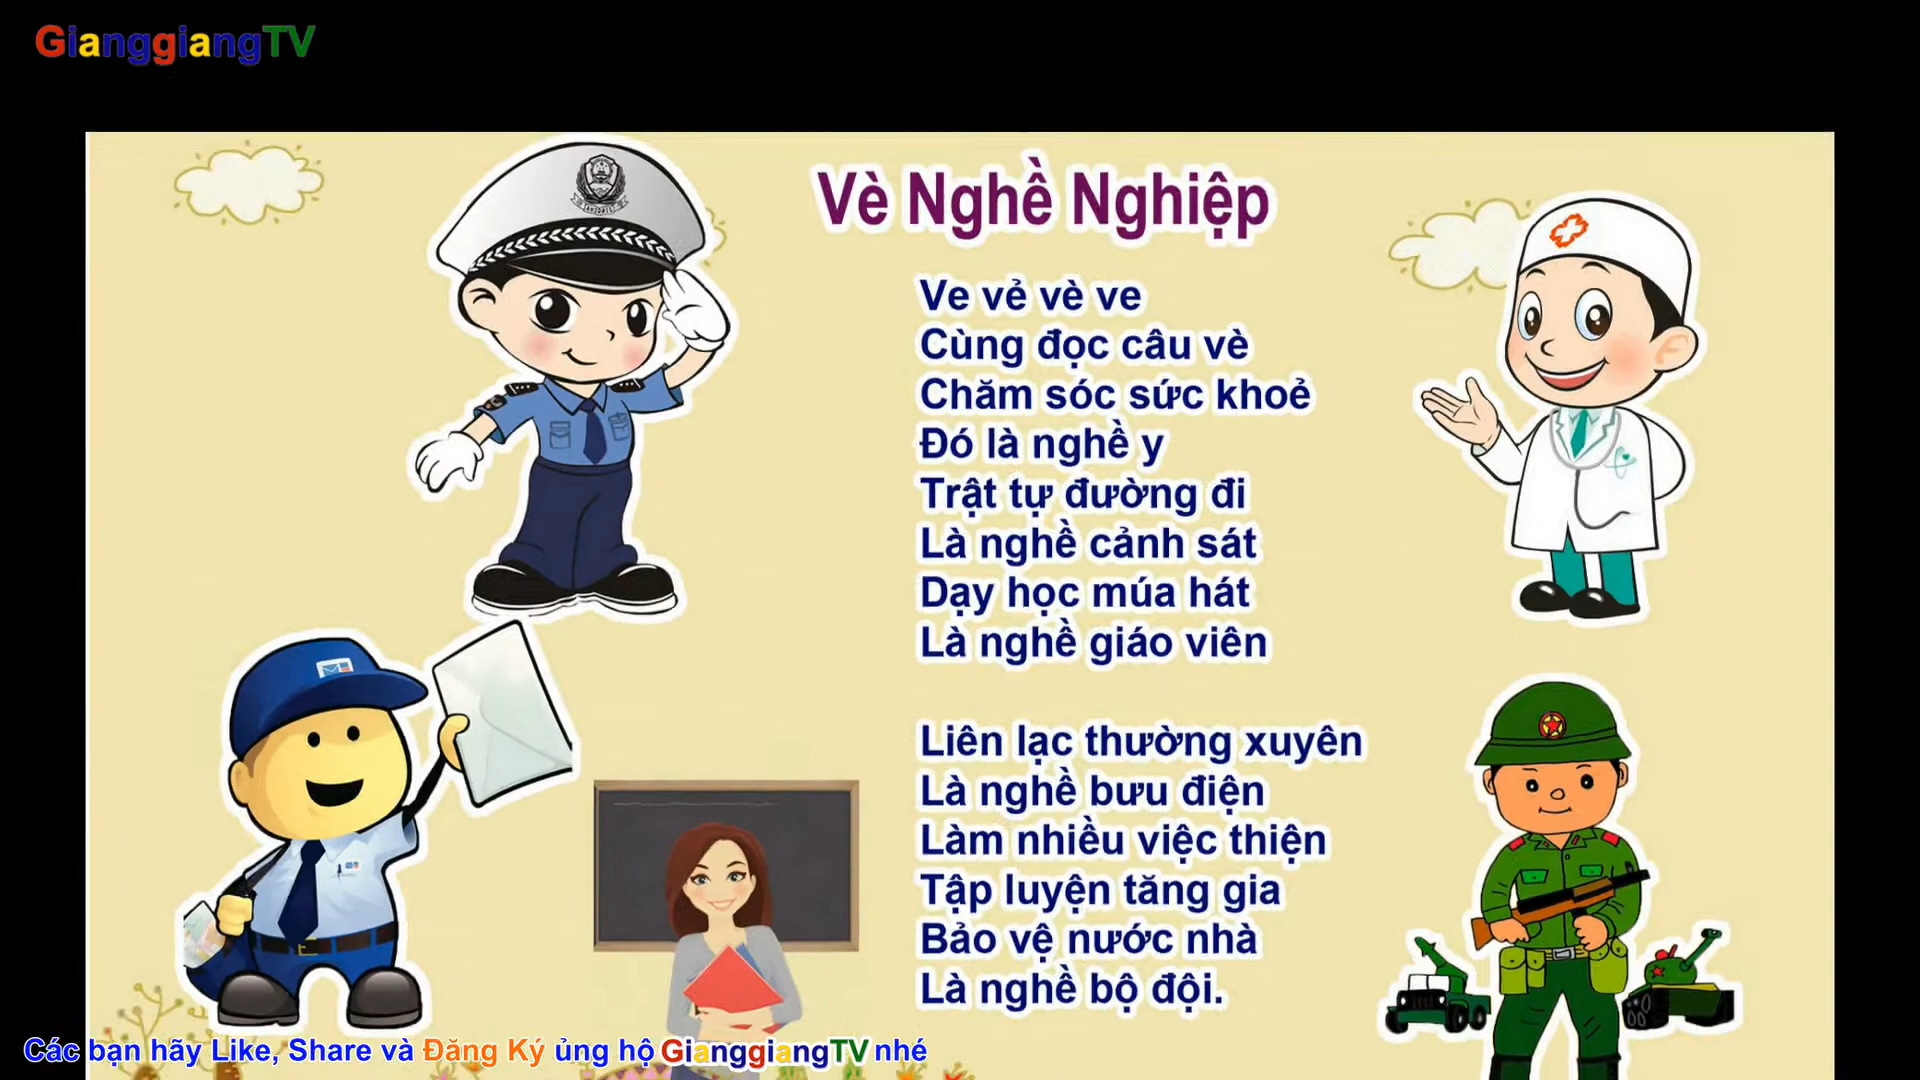 GianggiangTV
Vè Nghề Nghiệp
Ve vẻ vè ve
Cùng đọc câu vè
Chăm sóc sức khoẻ
Đó là nghề y
Trật tự đường đi
Là nghề cảnh sát
Dạy học múa hát
Là nghề giáo viên
Liên lạc thường xuyên
Là nghề bưu điện
Làm nhiều việc thiện
Tập luyện tăng gia
Bảo vệ nước nhà
Là nghề bộ đội.
Các bạn hãy Like, Share và Đăng Ký ủng hộ GianggiangTV nhé